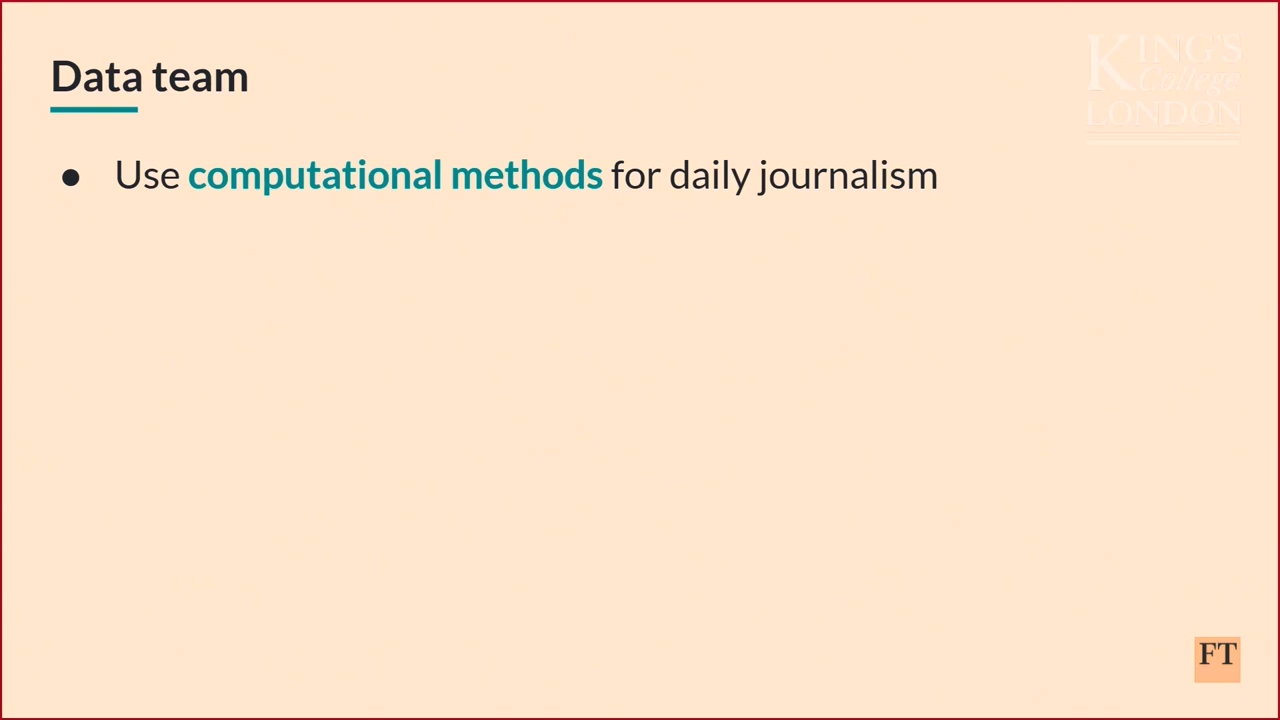 Data team
KING'S
College
LONDON
● Use computational methods for daily journalism
FT